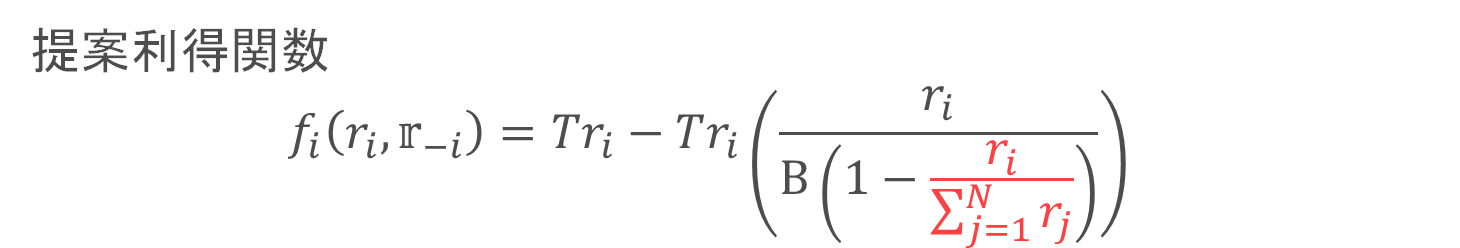 提案利得関数
f_i(r_i, 𝕣_{−i}) = Tr_i − Tr_i ( r_i / ( B ( 1 − r_i / ∑_{j=1}^{N} r_j ) ) )